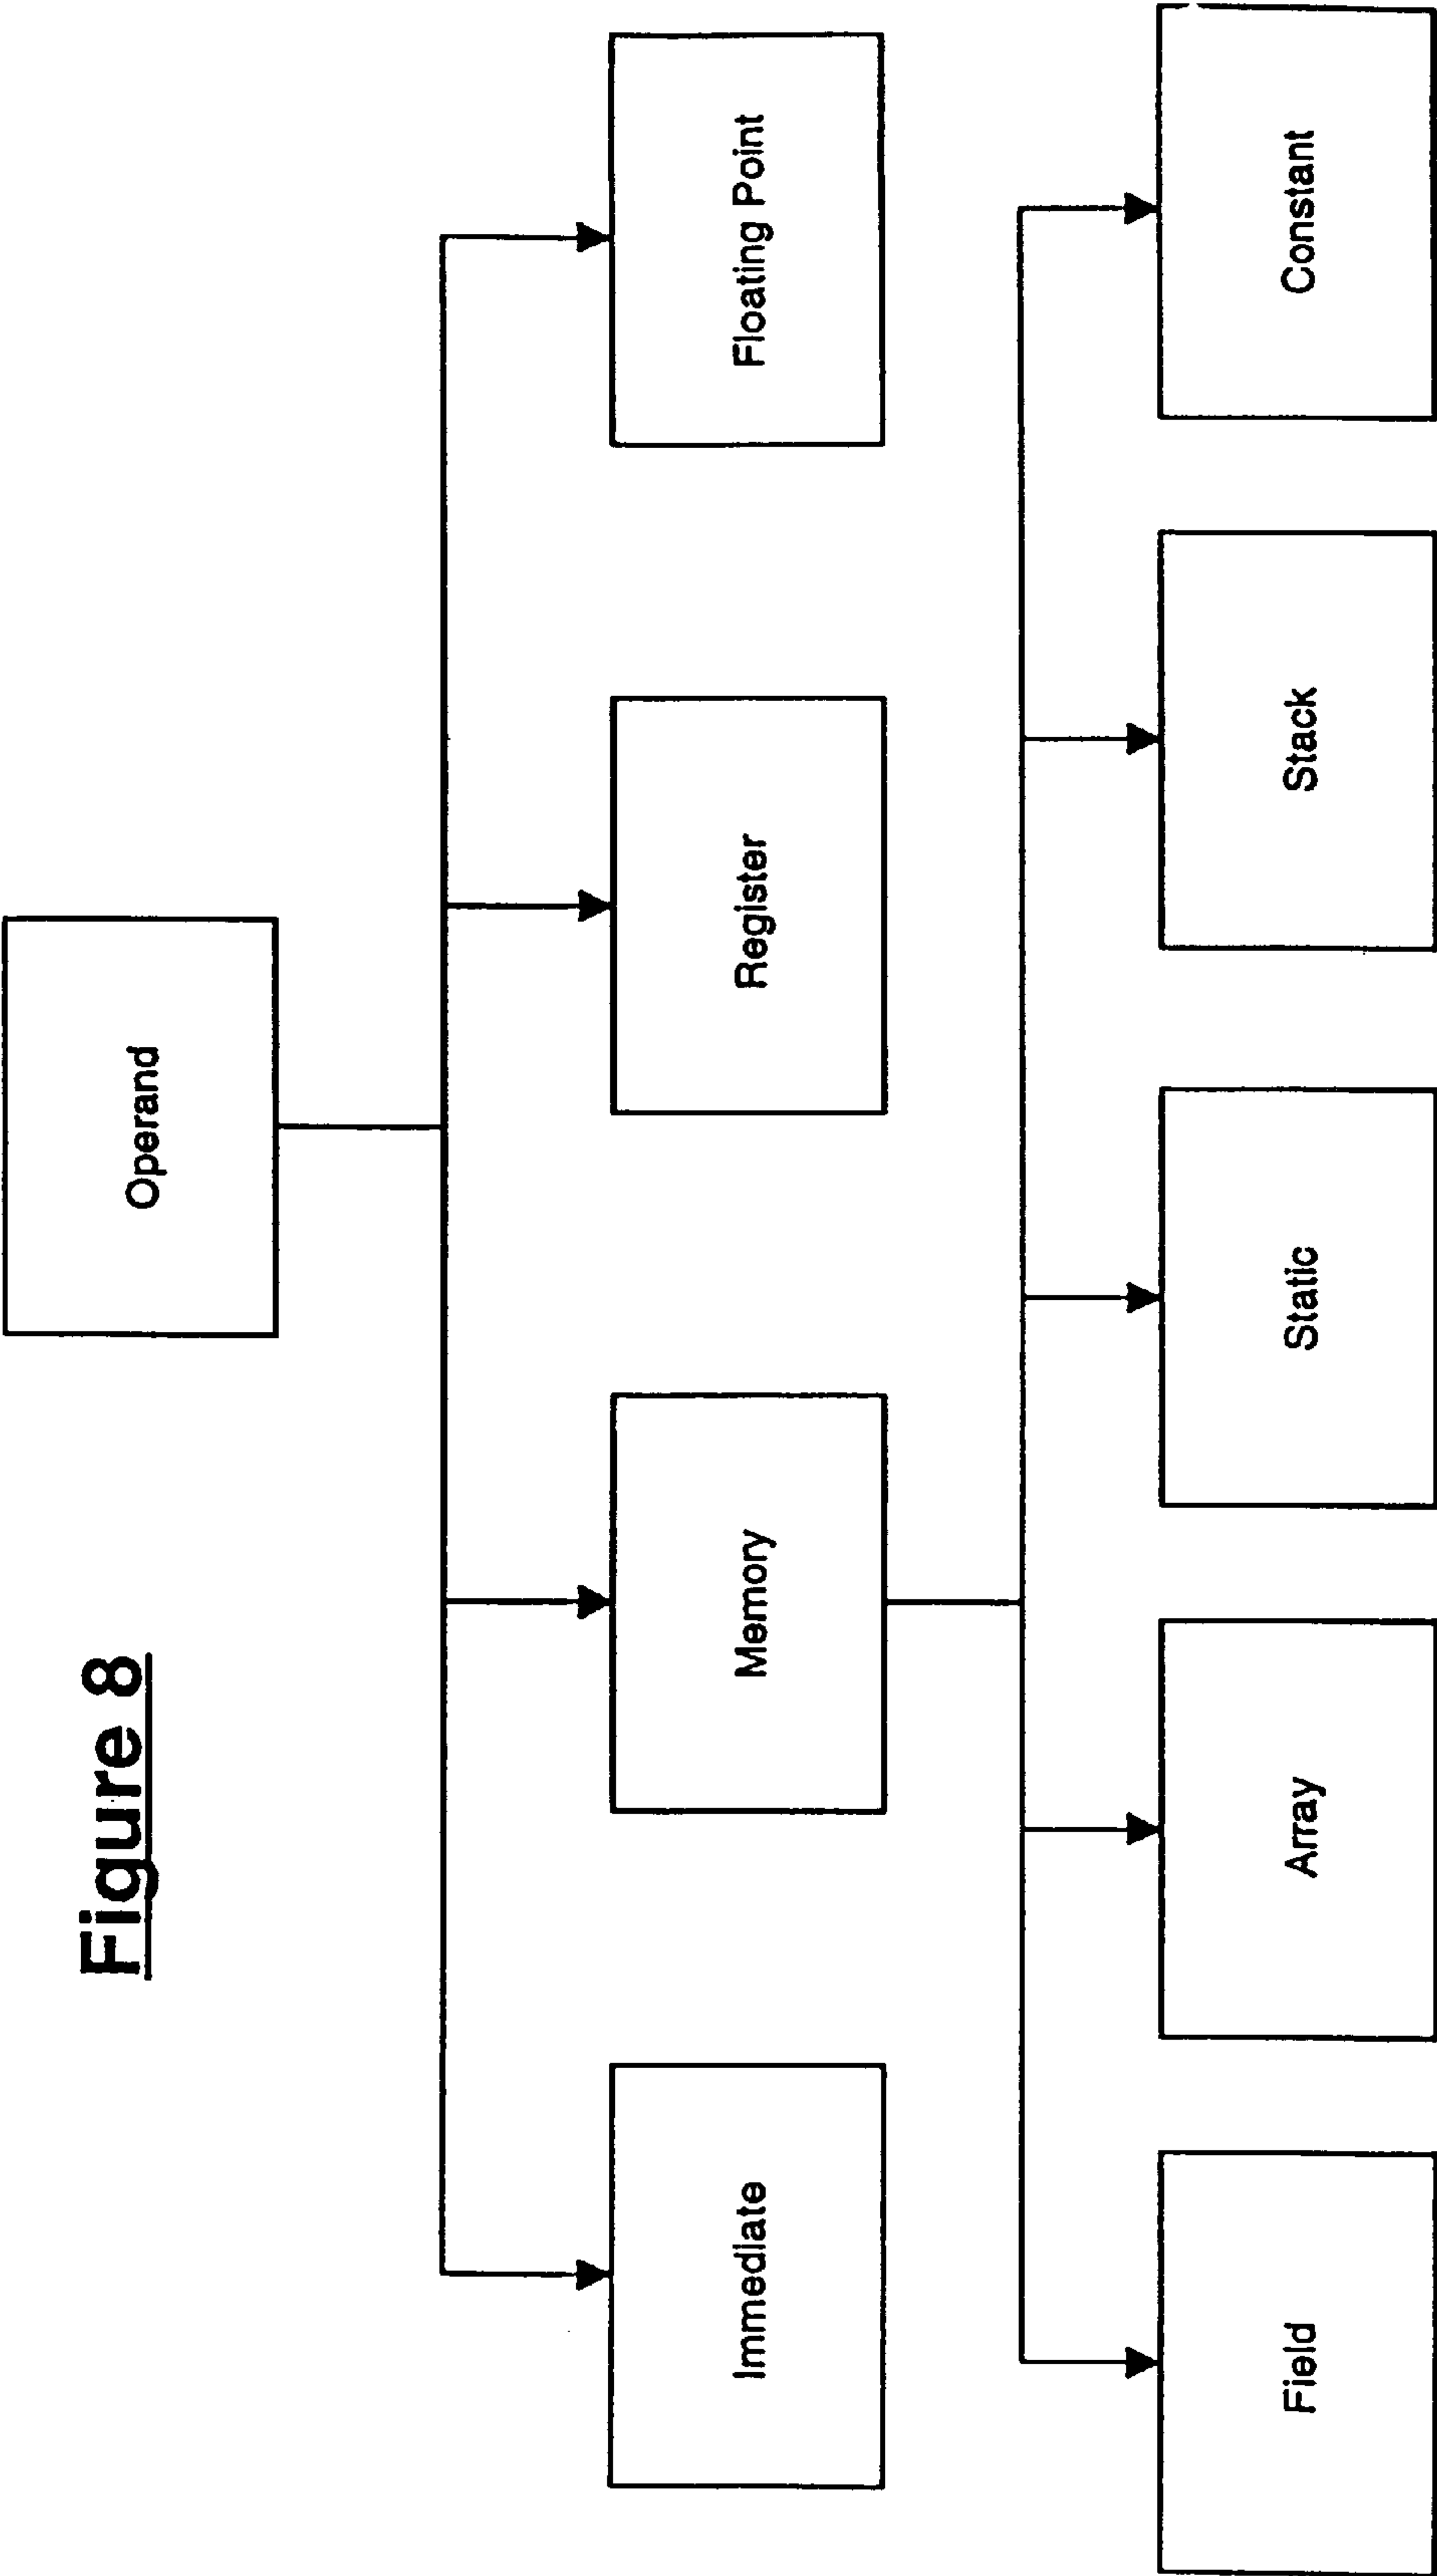 Figure 8
Operand
Immediate
Memory
Register
Floating Point
Field
Array
Static
Stack
Constant